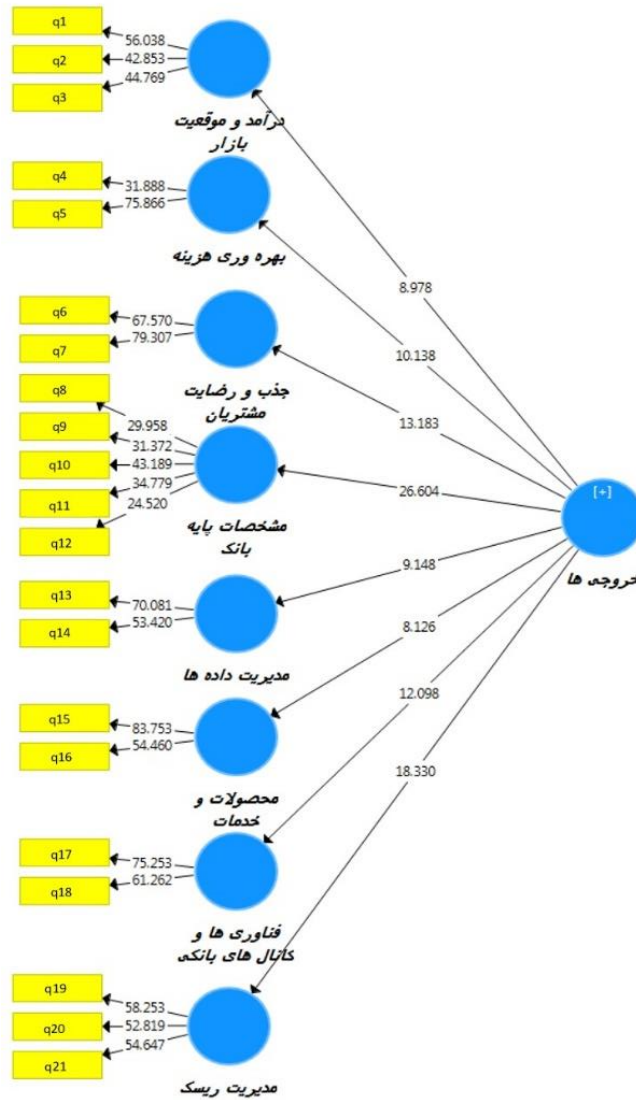 q1
56.038
q2
42.853
q3
44.769
درآمد و موقعیت
بازار
q4
31.888
q5
75.866
بهره وری هزینه
8.978
q6
67.570
q7
79.307
10.138
جذب و رضایت
مشتریان
q8
29.958
q9
31.372
q10
43.189
q11
34.779
q12
24.520
13.183
مشخصات پایه
بانک
26.604
[+]
خروجی ها
q13
70.081
q14
53.420
9.148
مدیریت داده ها
8.126
q15
83.753
q16
54.460
12.098
محصولات و
خدمات
18.330
q17
75.253
q18
61.262
فناوری ها و
کانال های بانکی
q19
58.253
q20
52.819
q21
54.647
مدیریت ریسک